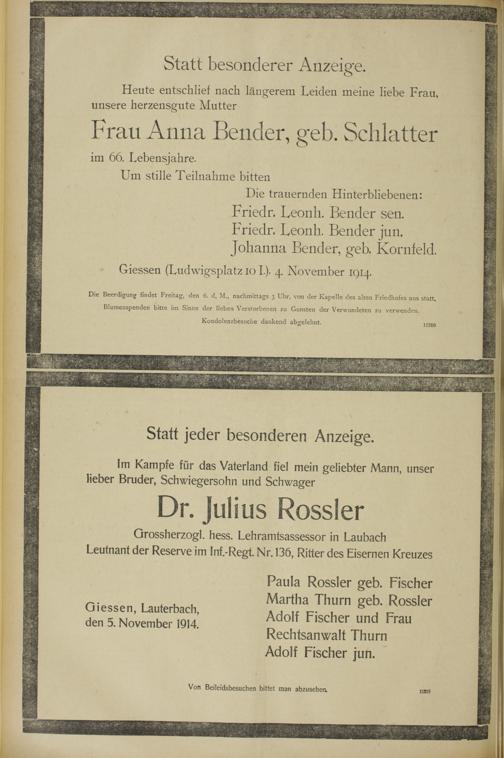 Statt besonderer Anzeige.
Heute entschlief nach längerem Leiden meine liebe Frau,
unsere herzensgute Mutter
Frau Anna Bender, geb. Schlatter
im 66. Lebensjahre.
Um stille Teilnahme bitten
Die trauernden Hinterbliebenen:
Friedr. Leonh. Bender sen.
Friedr. Leonh. Bender jun.
Johanna Bender, geb. Kornfeld.
Giessen (Ludwigsplatz 10 I.). 4. November 1914.
Die Beerdigung findet Freitag, den 6. d. M., nachmittags 3 Uhr, von der Kapelle des alten Friedhofes aus statt.
Blumenspenden bitte im Sinne der lieben Verstorbenen zu Gunsten der Verwundeten zu verwenden.
Kondolenzbesuche dankend abgelehnt.
Statt jeder besonderen Anzeige.
Im Kampfe für das Vaterland fiel mein geliebter Mann, unser
lieber Bruder, Schwiegersohn und Schwager
Dr. Julius Rossler
Grossherzogl. hess. Lehramtsassessor in Laubach
Leutnant der Reserve im Inf.-Regt. Nr. 136, Ritter des Eisernen Kreuzes
Paula Rossler geb. Fischer
Martha Thurn geb. Rossler
Adolf Fischer und Frau
Rechtsanwalt Thurn
Adolf Fischer jun.
Giessen, Lauterbach,
den 5. November 1914.
Von Beileidsbesuchen bittet man abzusehen.